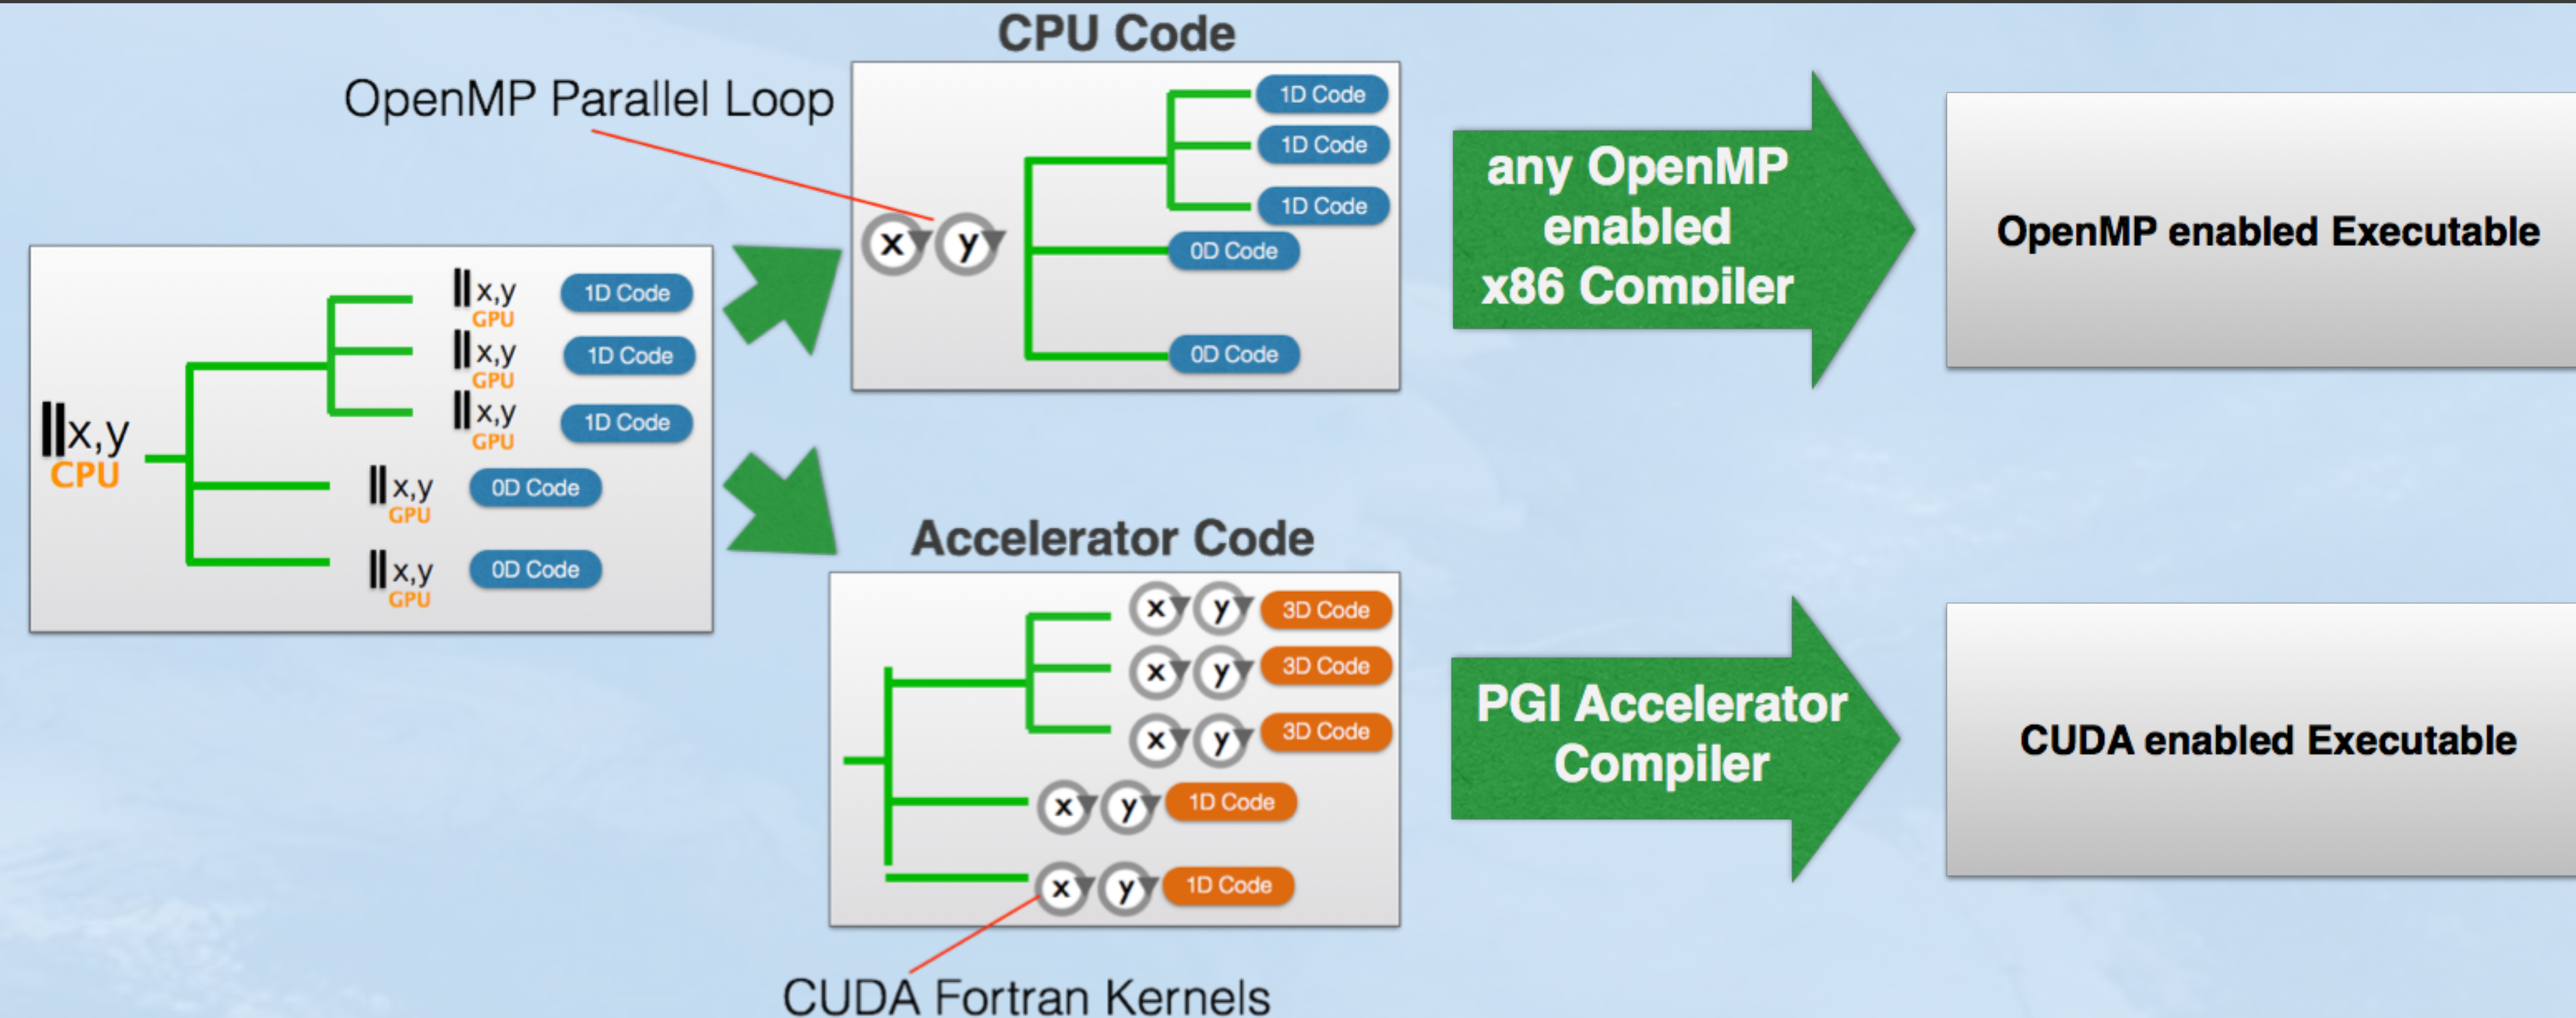 CPU Code
OpenMP Parallel Loop
1D Code
1D Code
1D Code
x y
0D Code
0D Code
any OpenMP
enabled
x86 Compiler
OpenMP enabled Executable
||x,y
CPU
||x,y
GPU
1D Code
||x,y
GPU
1D Code
||x,y
GPU
1D Code
||x,y
GPU
0D Code
||x,y
GPU
0D Code
Accelerator Code
x y 3D Code
x y 3D Code
x y 3D Code
x y 1D Code
x y 1D Code
CUDA Fortran Kernels
PGI Accelerator
Compiler
CUDA enabled Executable